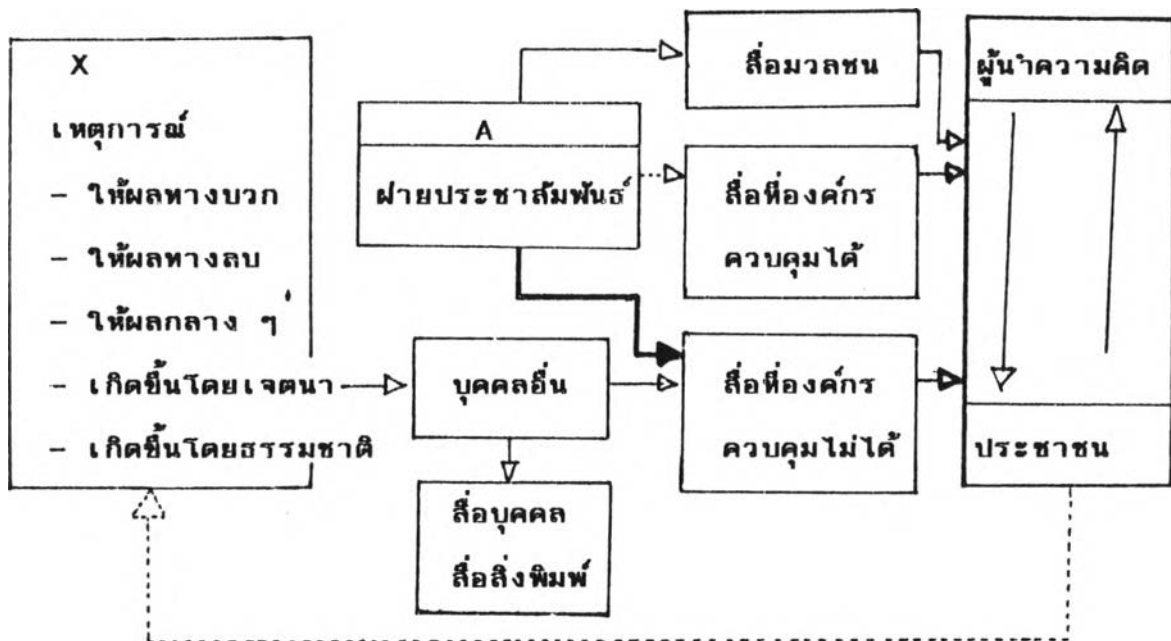 X
เหตุการณ์
- ให้ผลทางบวก
- ให้ผลทางลบ
- ให้ผลกลาง ๆ
- เกิดขึ้นโดยเจตนา
- เกิดขึ้นโดยธรรมชาติ
A
ฝ่ายประชาสัมพันธ์
บุคคลอื่น
สื่อบุคคล
สื่อสิ่งพิมพ์
สื่อมวลชน
สื่อที่องค์กร
ควบคุมได้
สื่อที่องค์กร
ควบคุมไม่ได้
ผู้นำความคิด
ประชาชน